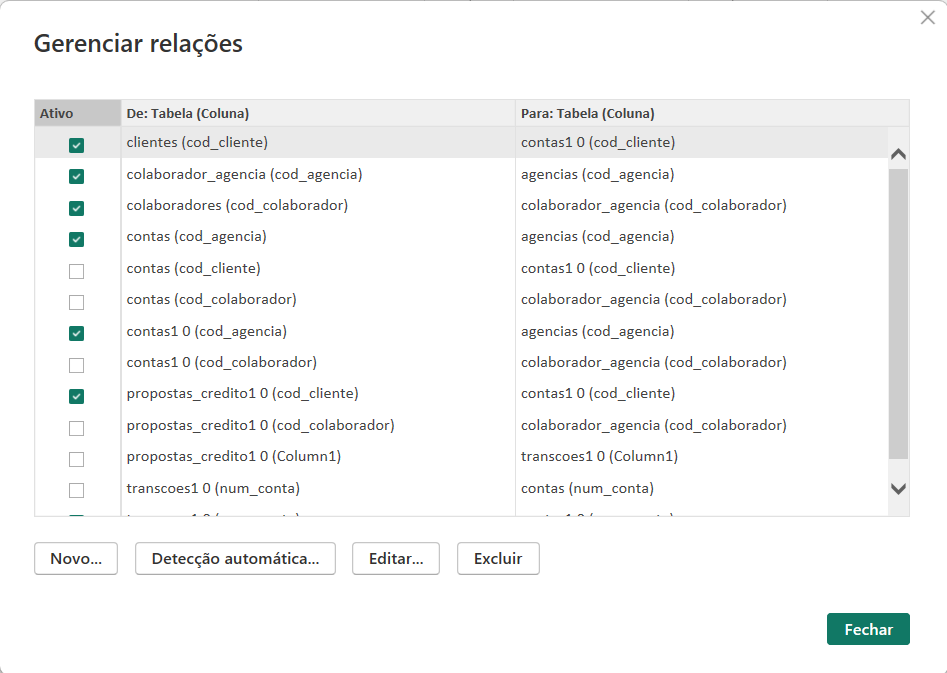 Gerenciar relações
Ativo De: Tabela (Coluna) Para: Tabela (Coluna)
clientes (cod_cliente) contas1 0 (cod_cliente)
colaborador_agencia (cod_agencia) agencias (cod_agencia)
colaboradores (cod_colaborador) colaborador_agencia (cod_colaborador)
contas (cod_agencia) agencias (cod_agencia)
contas (cod_cliente) contas1 0 (cod_cliente)
contas (cod_colaborador) colaborador_agencia (cod_colaborador)
contas1 0 (cod_agencia) agencias (cod_agencia)
contas1 0 (cod_colaborador) colaborador_agencia (cod_colaborador)
propostas_credito1 0 (cod_cliente) contas1 0 (cod_cliente)
propostas_credito1 0 (cod_colaborador) colaborador_agencia (cod_colaborador)
propostas_credito1 0 (Column1) transcoes1 0 (Column1)
transcoes1 0 (num_conta) contas (num_conta)
Novo... Detecção automática... Editar... Excluir
Fechar